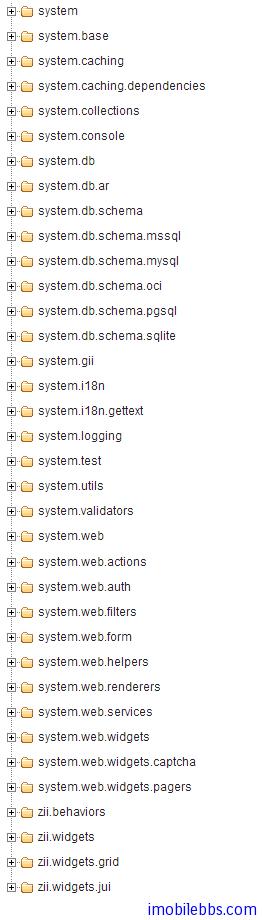 system
system.base
system.caching
system.caching.dependencies
system.collections
system.console
system.db
system.db.ar
system.db.schema
system.db.schema.mssql
system.db.schema.mysql
system.db.schema.oci
system.db.schema.pgsql
system.db.schema.sqlite
system.gii
system.i18n
system.i18n.gettext
system.logging
system.test
system.utils
system.validators
system.web
system.web.actions
system.web.auth
system.web.filters
system.web.form
system.web.helpers
system.web.renderers
system.web.services
system.web.widgets
system.web.widgets.captcha
system.web.widgets.pagers
zii.behaviors
zii.widgets
zii.widgets.grid
zii.widgets.jui
imobilebbs.com